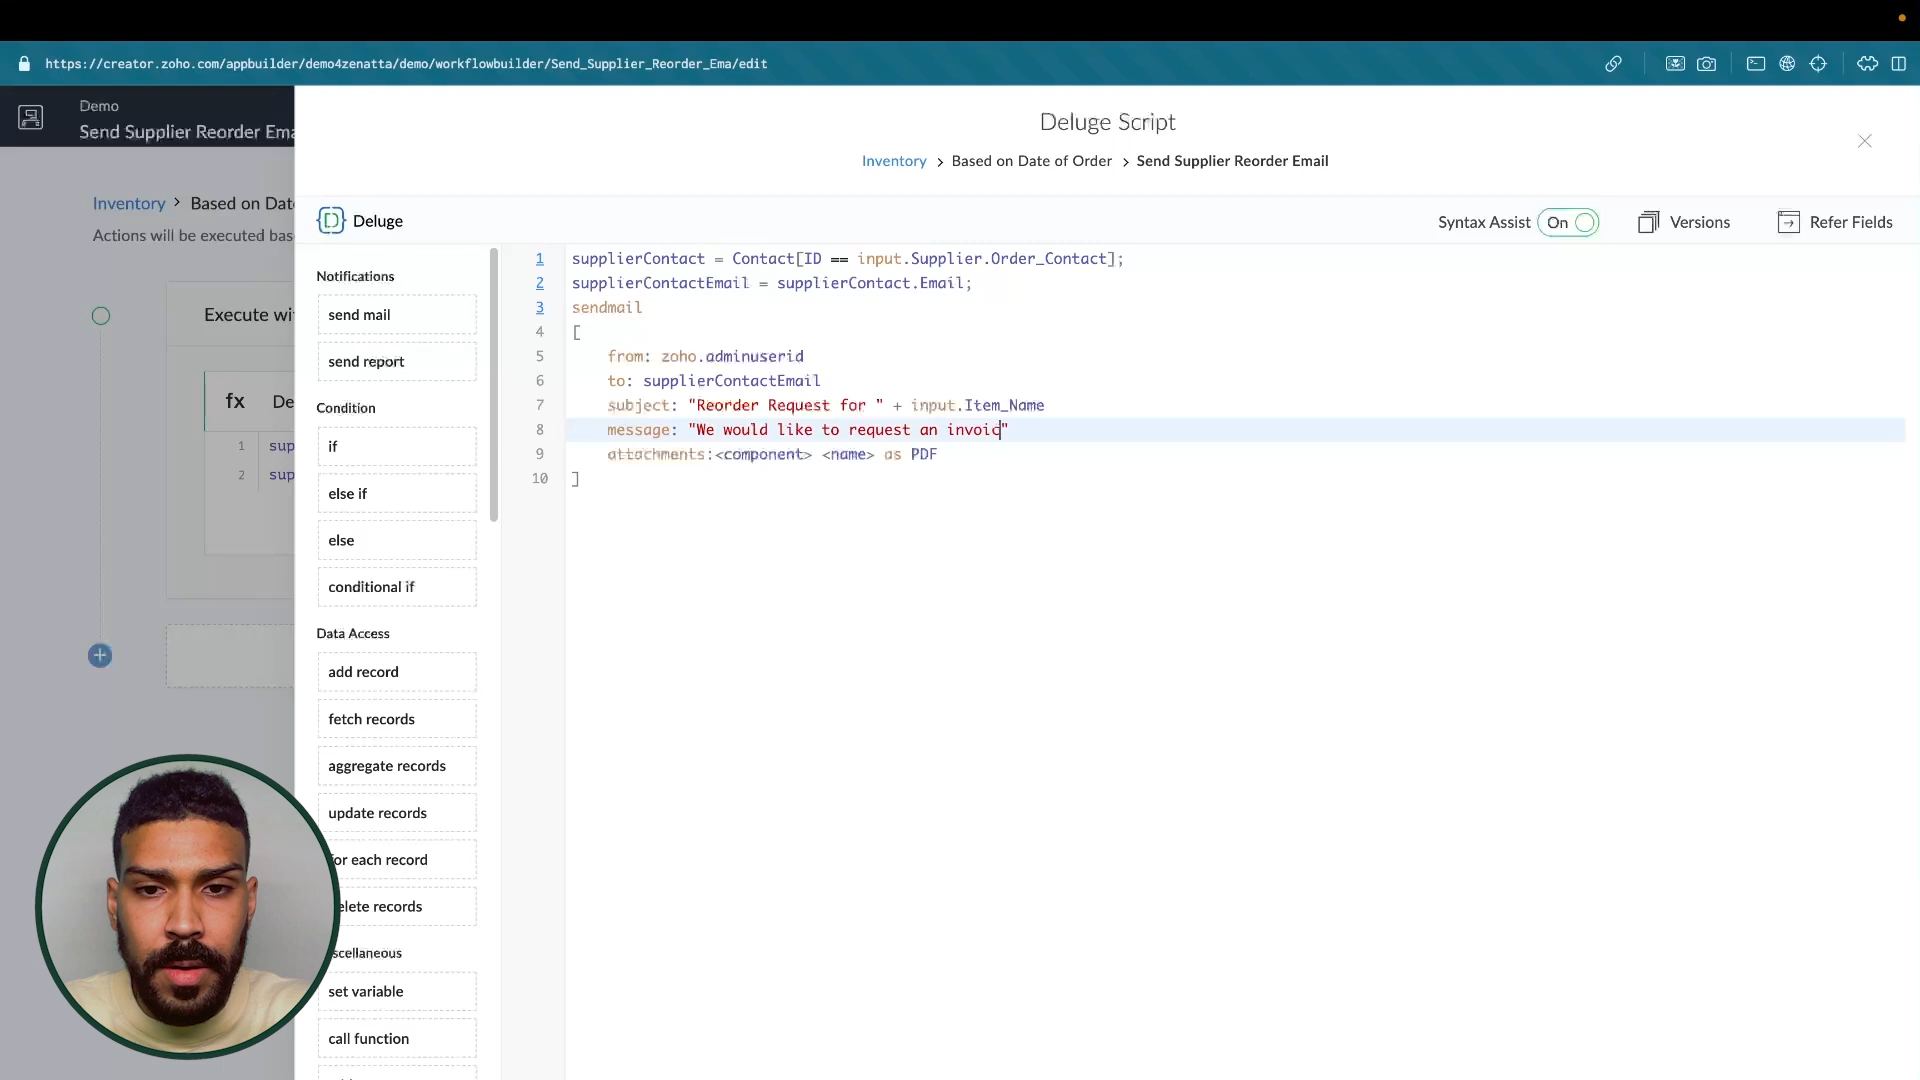 https://creator.zoho.com/appbuilder/demo4zenatta/demo/workflowbuilder/Send_Supplier_Reorder_Ema/edit
Demo
Send Supplier Reorder Ema
Inventory > Based on Dat
Actions will be executed bas
Execute wi
fx De
1 sup
2 sup
Deluge Script
Inventory > Based on Date of Order > Send Supplier Reorder Email
Deluge
Syntax Assist On
Versions
Refer Fields
Notifications
send mail
send report
Condition
if
else if
else
conditional if
Data Access
add record
fetch records
aggregate records
update records
or each record
elete records
scellaneous
set variable
call function
1 supplierContact = Contact[ID == input.Supplier.Order_Contact];
2 supplierContactEmail = supplierContact.Email;
3 sendmail
4 [
5 from: zoho.adminuserid
6 to: supplierContactEmail
7 subject: "Reorder Request for " + input.Item_Name
8 message: "We would like to request an invoic"
9 attachments:<component> <name> as PDF
10 ]